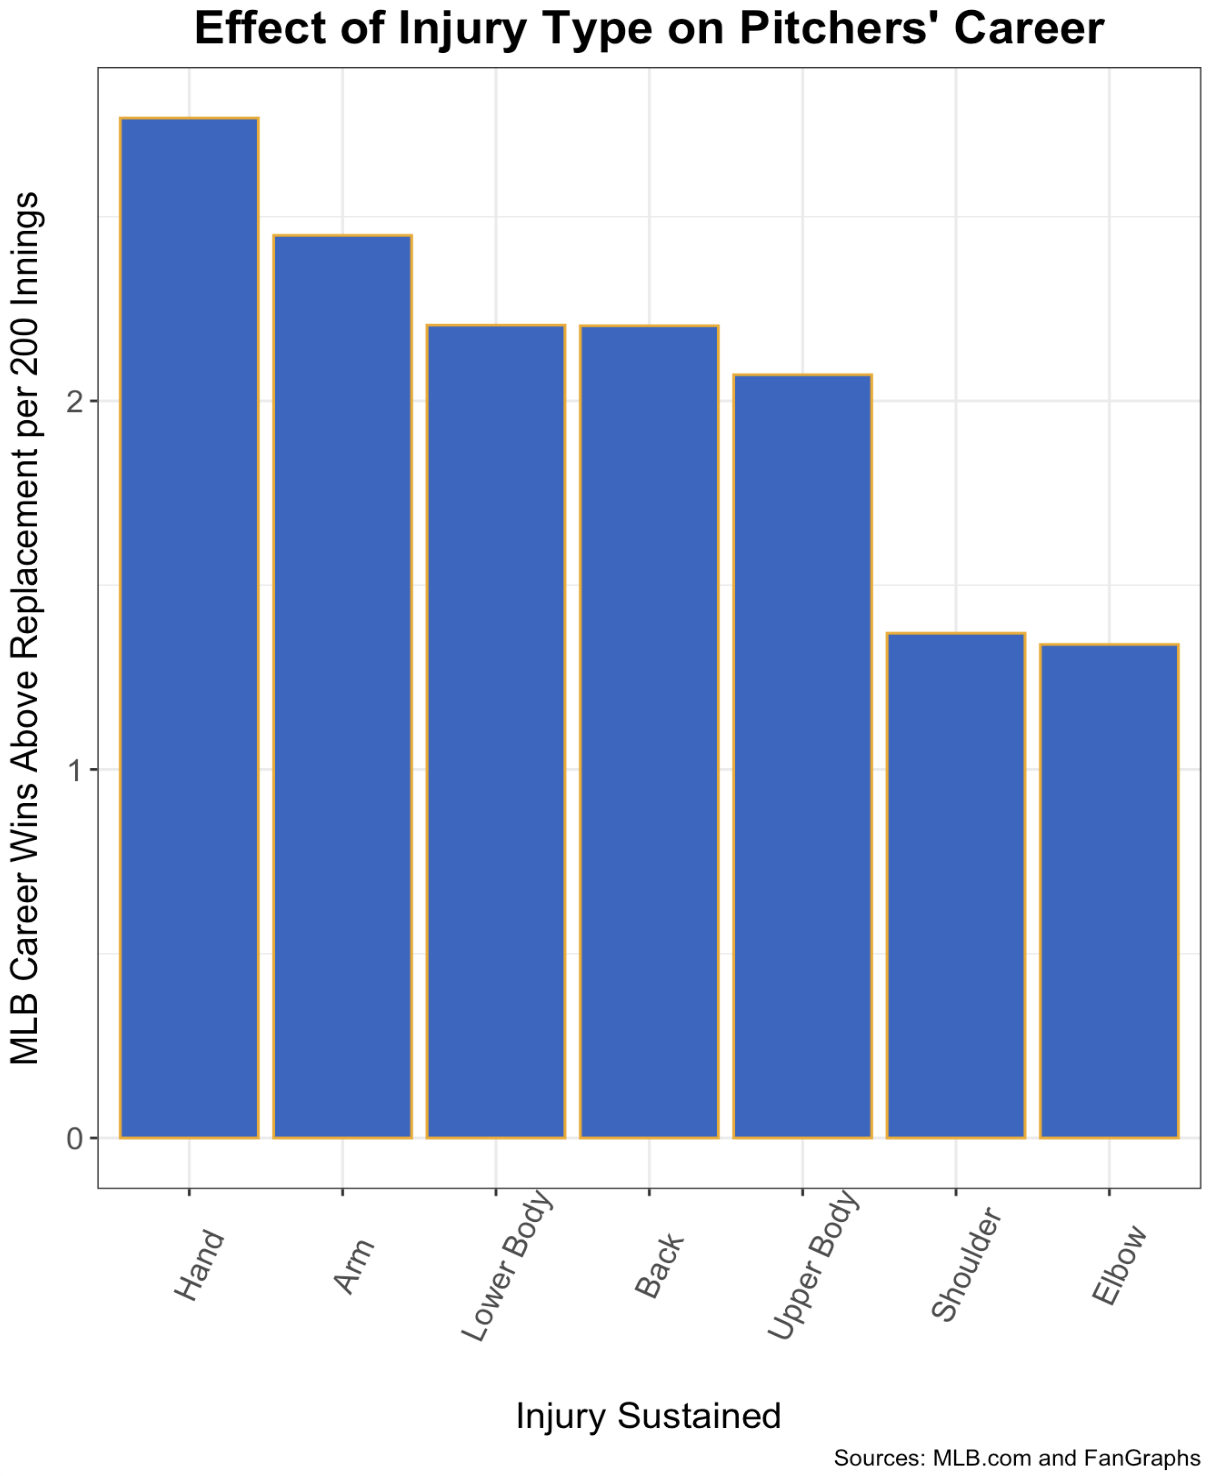 Effect of Injury Type on Pitchers' Career
MLB Career Wins Above Replacement per 200 Innings
2
1
0
Hand
Arm
Lower Body
Back
Upper Body
Shoulder
Elbow
Injury Sustained
Sources: MLB.com and FanGraphs